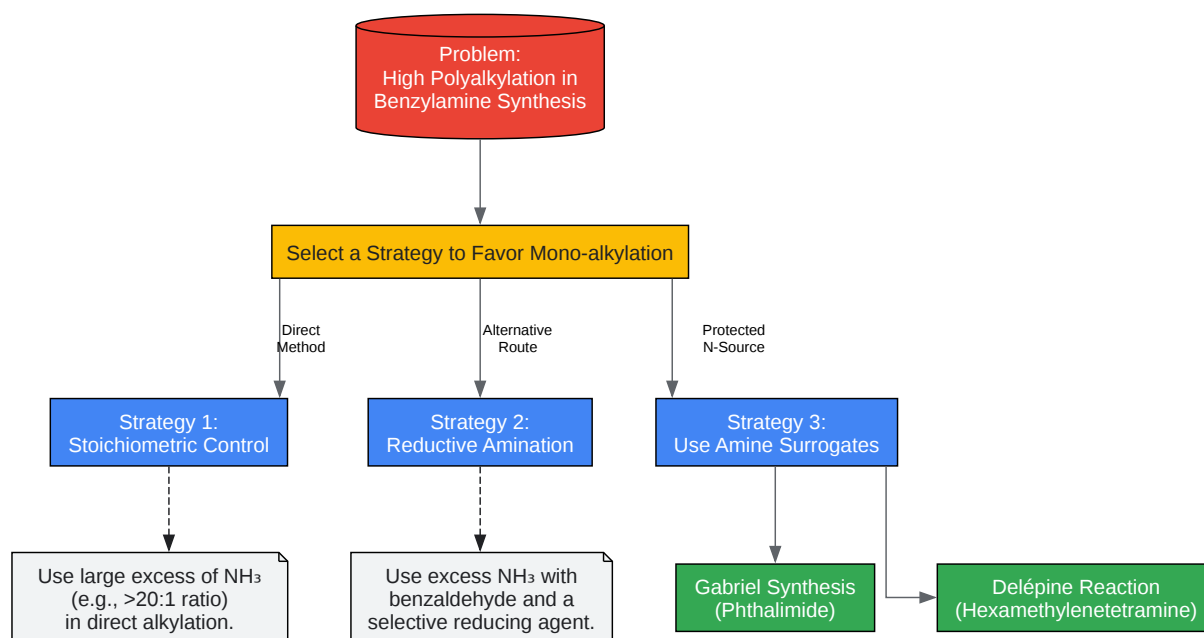 Problem:
High Polyalkylation in
Benzylamine Synthesis
Select a Strategy to Favor Mono-alkylation
Direct
Method
Alternative
Route
Protected
N-Source
Strategy 1:
Stoichiometric Control
Strategy 2:
Reductive Amination
Strategy 3:
Use Amine Surrogates
Use large excess of NH₃
(e.g., >20:1 ratio)
in direct alkylation.
Use excess NH₃ with
benzaldehyde and a
selective reducing agent.
Gabriel Synthesis
(Phthalimide)
Delépine Reaction
(Hexamethylenetetramine)